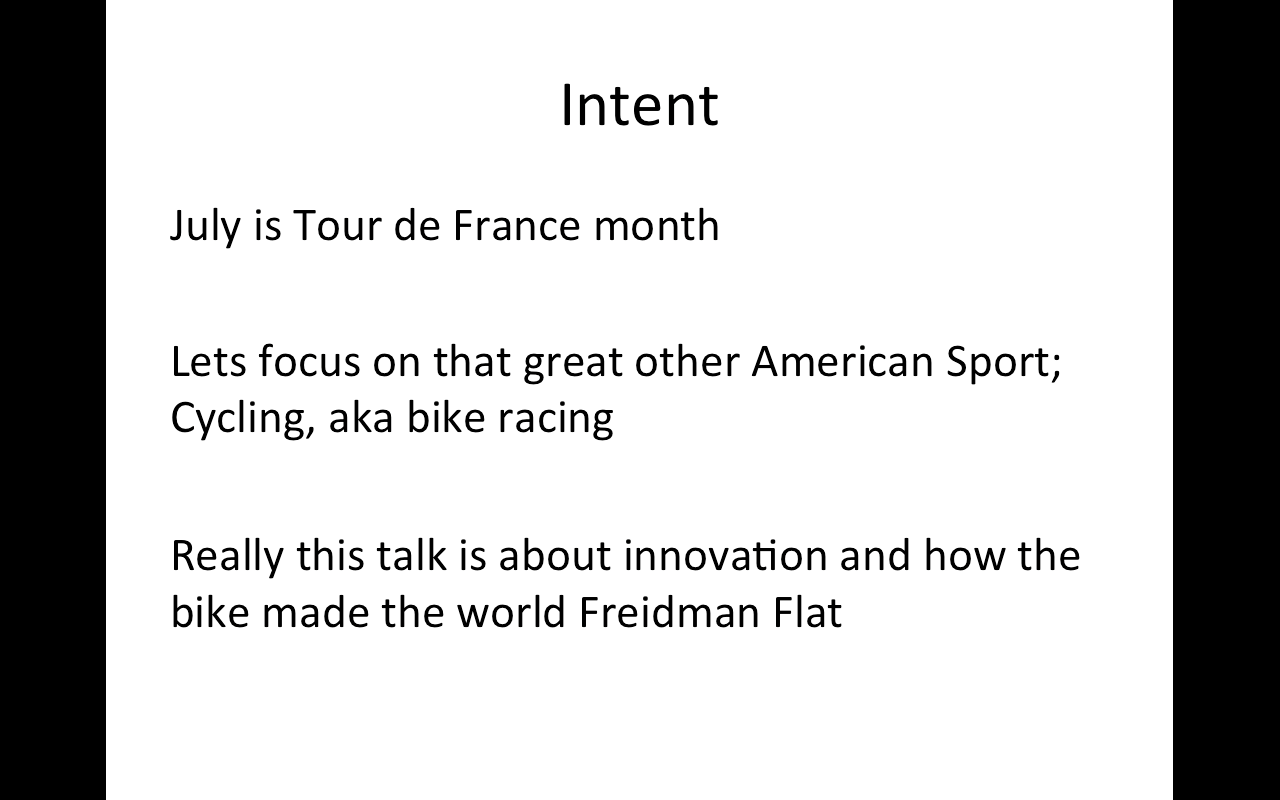 Intent
July is Tour de France month
Lets focus on that great other American Sport;
Cycling, aka bike racing
Really this talk is about innovation and how the
bike made the world Freidman Flat